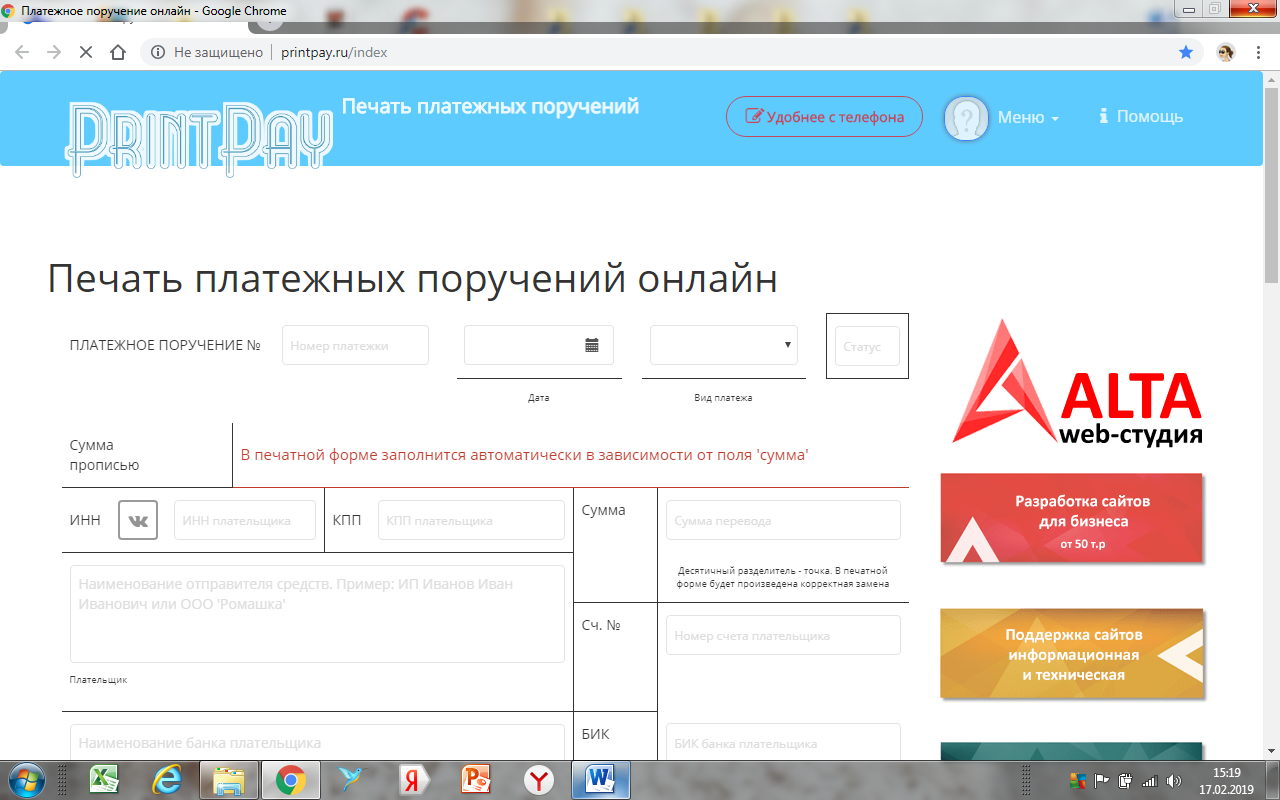 Платежное поручение онлайн - Google Chrome
Не защищено
printpay.ru/index
PrintPay
Печать платежных поручений
Удобнее с телефона
Меню
Помощь
Печать платежных поручений онлайн
ПЛАТЕЖНОЕ ПОРУЧЕНИЕ №
Номер платежки
Статус
Дата
Вид платежа
Сумма
прописью
В печатной форме заполнится автоматически в зависимости от поля 'сумма'
ИНН
ИНН плательщика
КПП
КПП плательщика
Сумма
Сумма перевода
Десятичный разделитель - точка. В печатной
форме будет произведена корректная замена
Наименование отправителя средств. Пример: ИП Иванов Иван
Иванович или ООО 'Ромашка'
Плательщик
Сч. №
Номер счета плательщика
Наименование банка плательщика
БИК
БИК банка плательщика
ALTA
web-студия
Разработка сайтов
для бизнеса
от 50 т.р
Поддержка сайтов
информационная
и техническая
15:19
17.02.2019